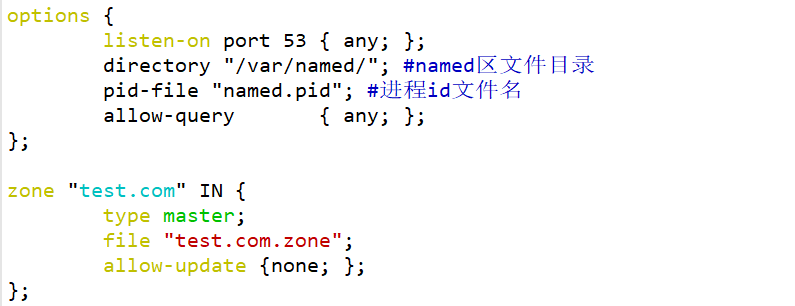 options {
        listen-on port 53 { any; };
        directory "/var/named/"; #named区文件目录
        pid-file "named.pid"; #进程id文件名
        allow-query       { any; };
};

zone "test.com" IN {
        type master;
        file "test.com.zone";
        allow-update {none; };
};